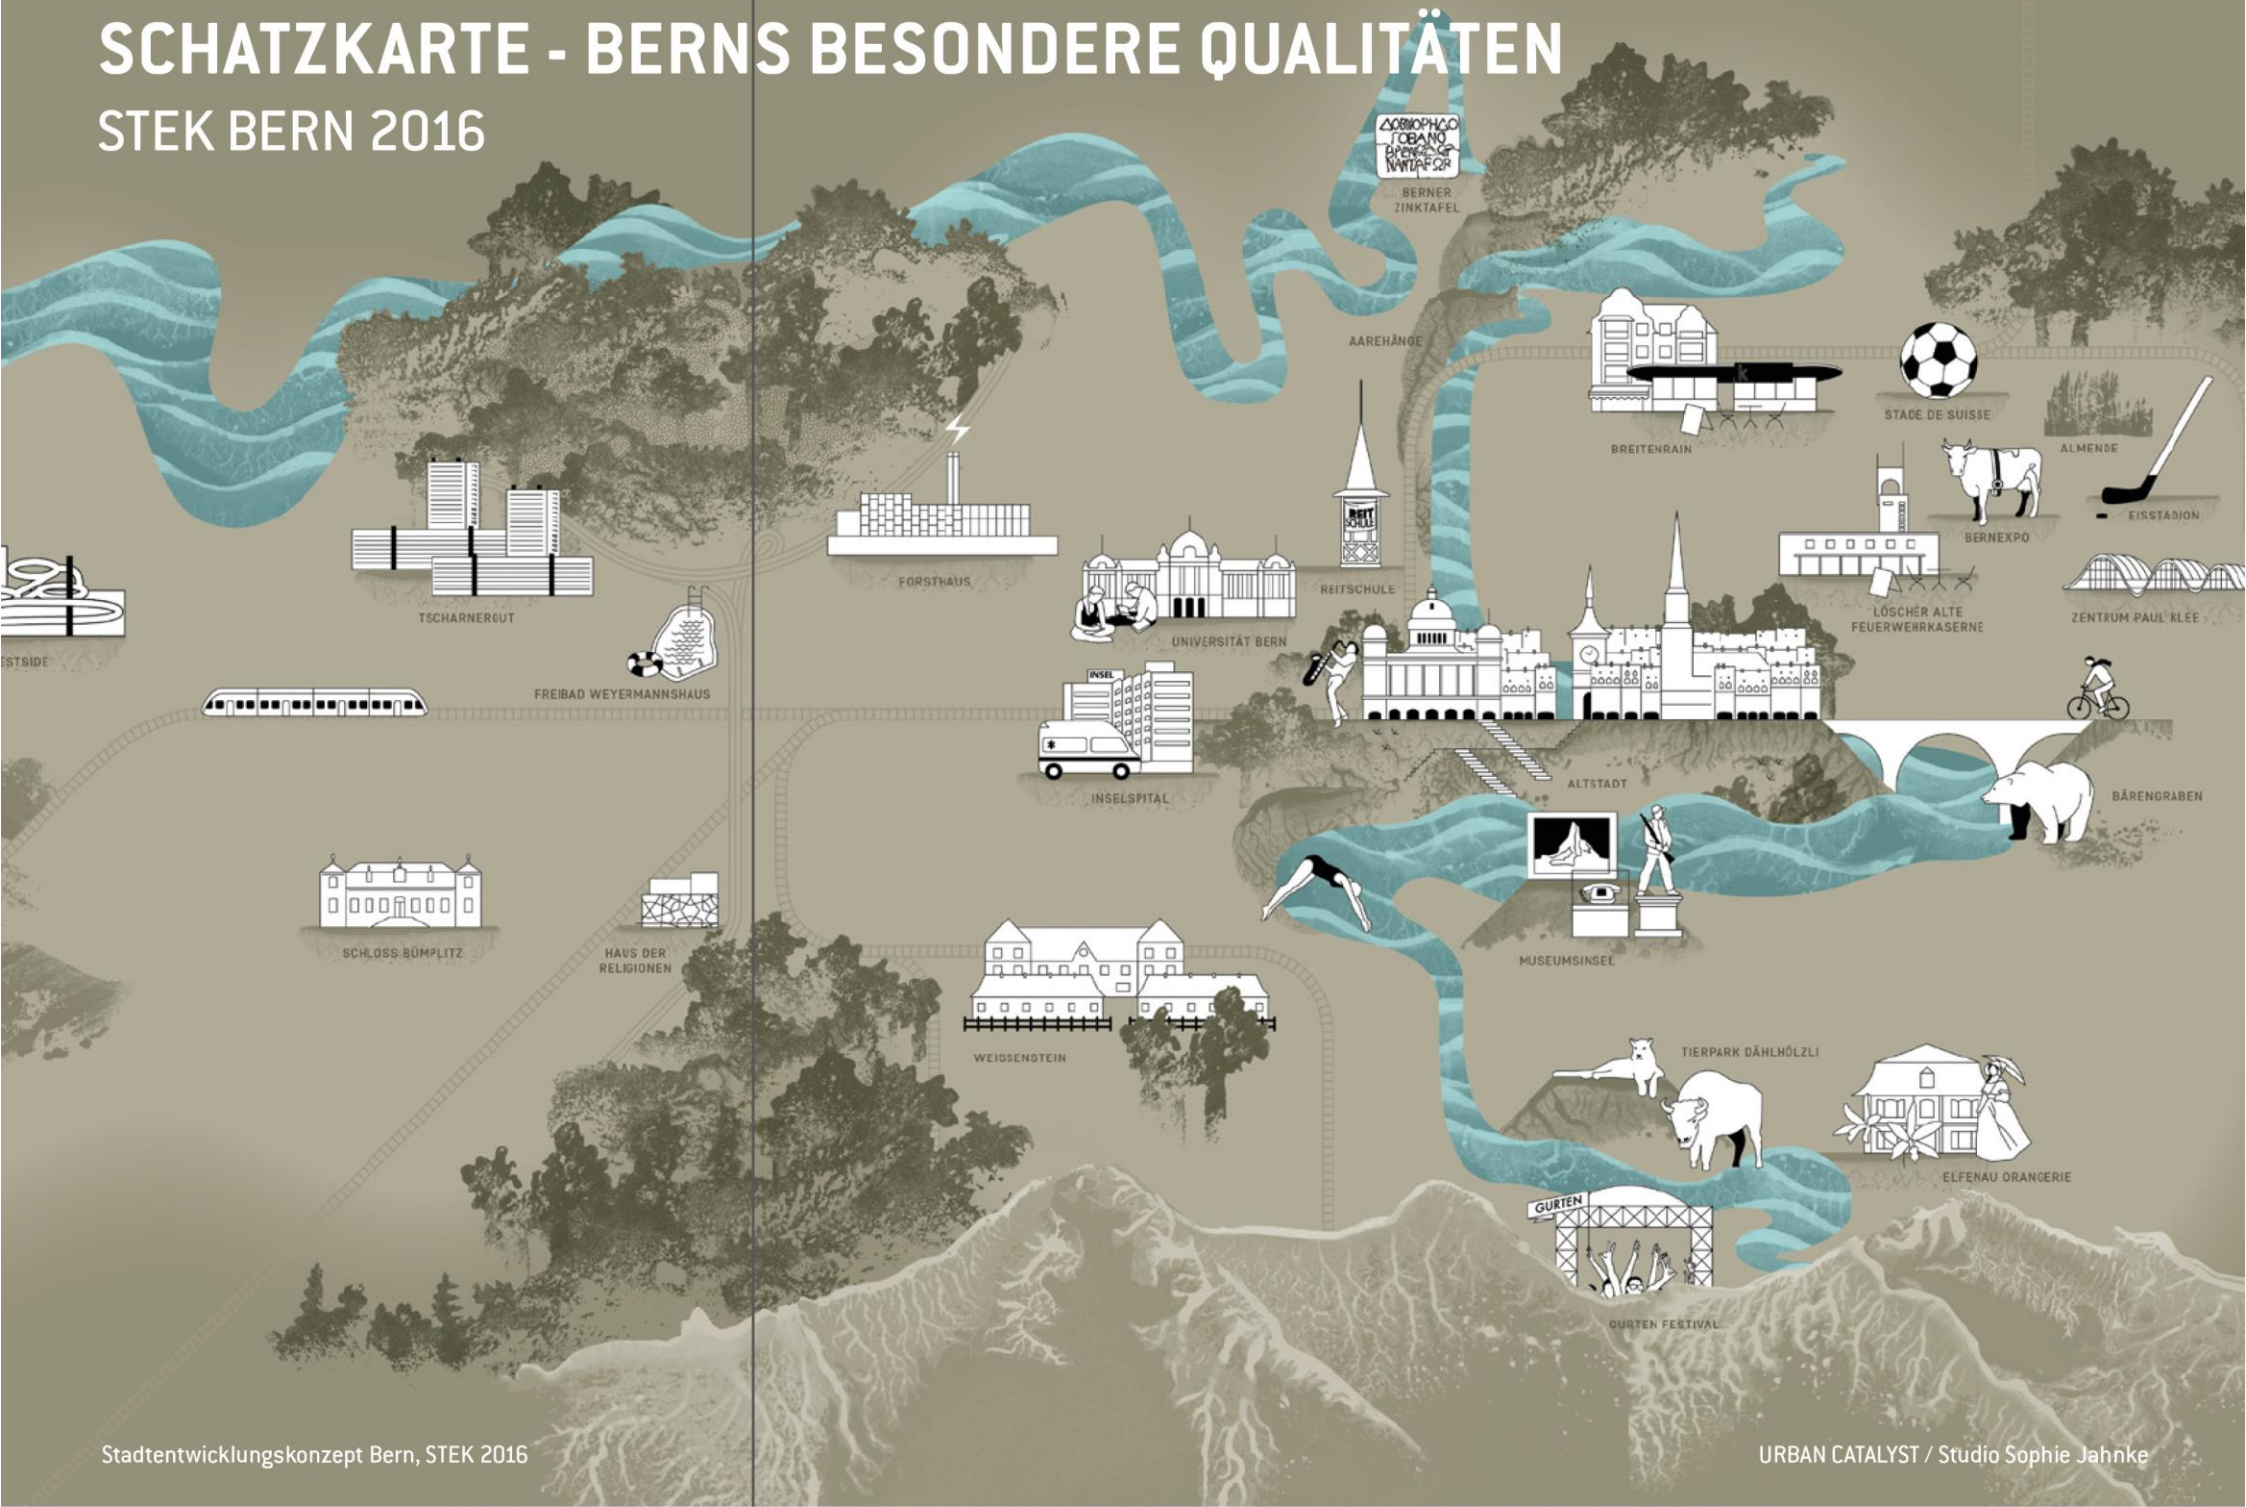 SCHATZKARTE - BERNS BESONDERE QUALITÄTEN
STEK BERN 2016
BERNER
ZINKTAFEL
AAREHÄNGE
BREITENRAIN
k
STADE DE SUISSE
ALMENDE
EISSTADION
BERNEXPO
LÖSCHER ALTE
FEUERWEHRKASERNE
ZENTRUM PAUL KLEE
TSCHARNERGUT
FORSTHAUS
REIT
SCHULE
REITSCHULE
UNIVERSITÄT BERN
ESTSIDE
FREIBAD WEYERMANNSHAUS
INSEL
INSELSPITAL
ALTSTADT
BÄRENGRABEN
SCHLOSS BÜMPLITZ
HAUS DER
RELIGIONEN
MUSEUMSINSEL
WEISSENSTEIN
TIERPARK DÄHLHÖLZLI
ELFENAU ORANGERIE
GURTEN
GURTEN FESTIVAL
Stadtentwicklungskonzept Bern, STEK 2016
URBAN CATALYST / Studio Sophie Jahnke